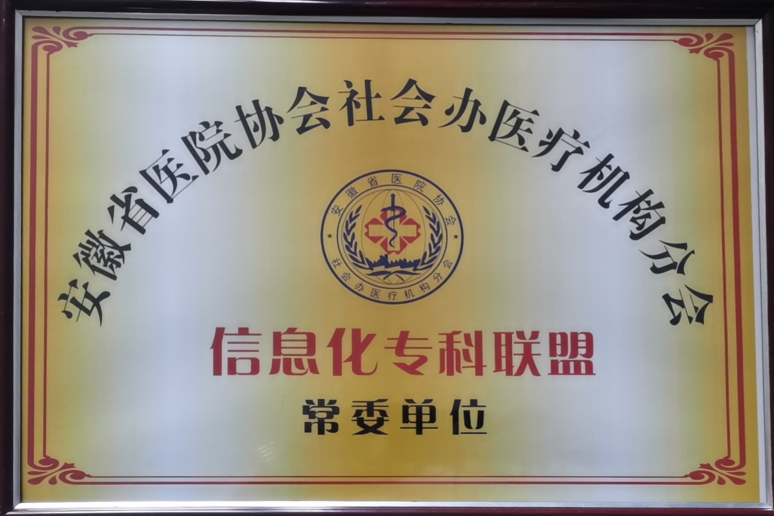 安徽省医院协会社会办医疗机构分会
安徽省医院协会
社会办医疗机构分会
信息化专科联盟
常委单位